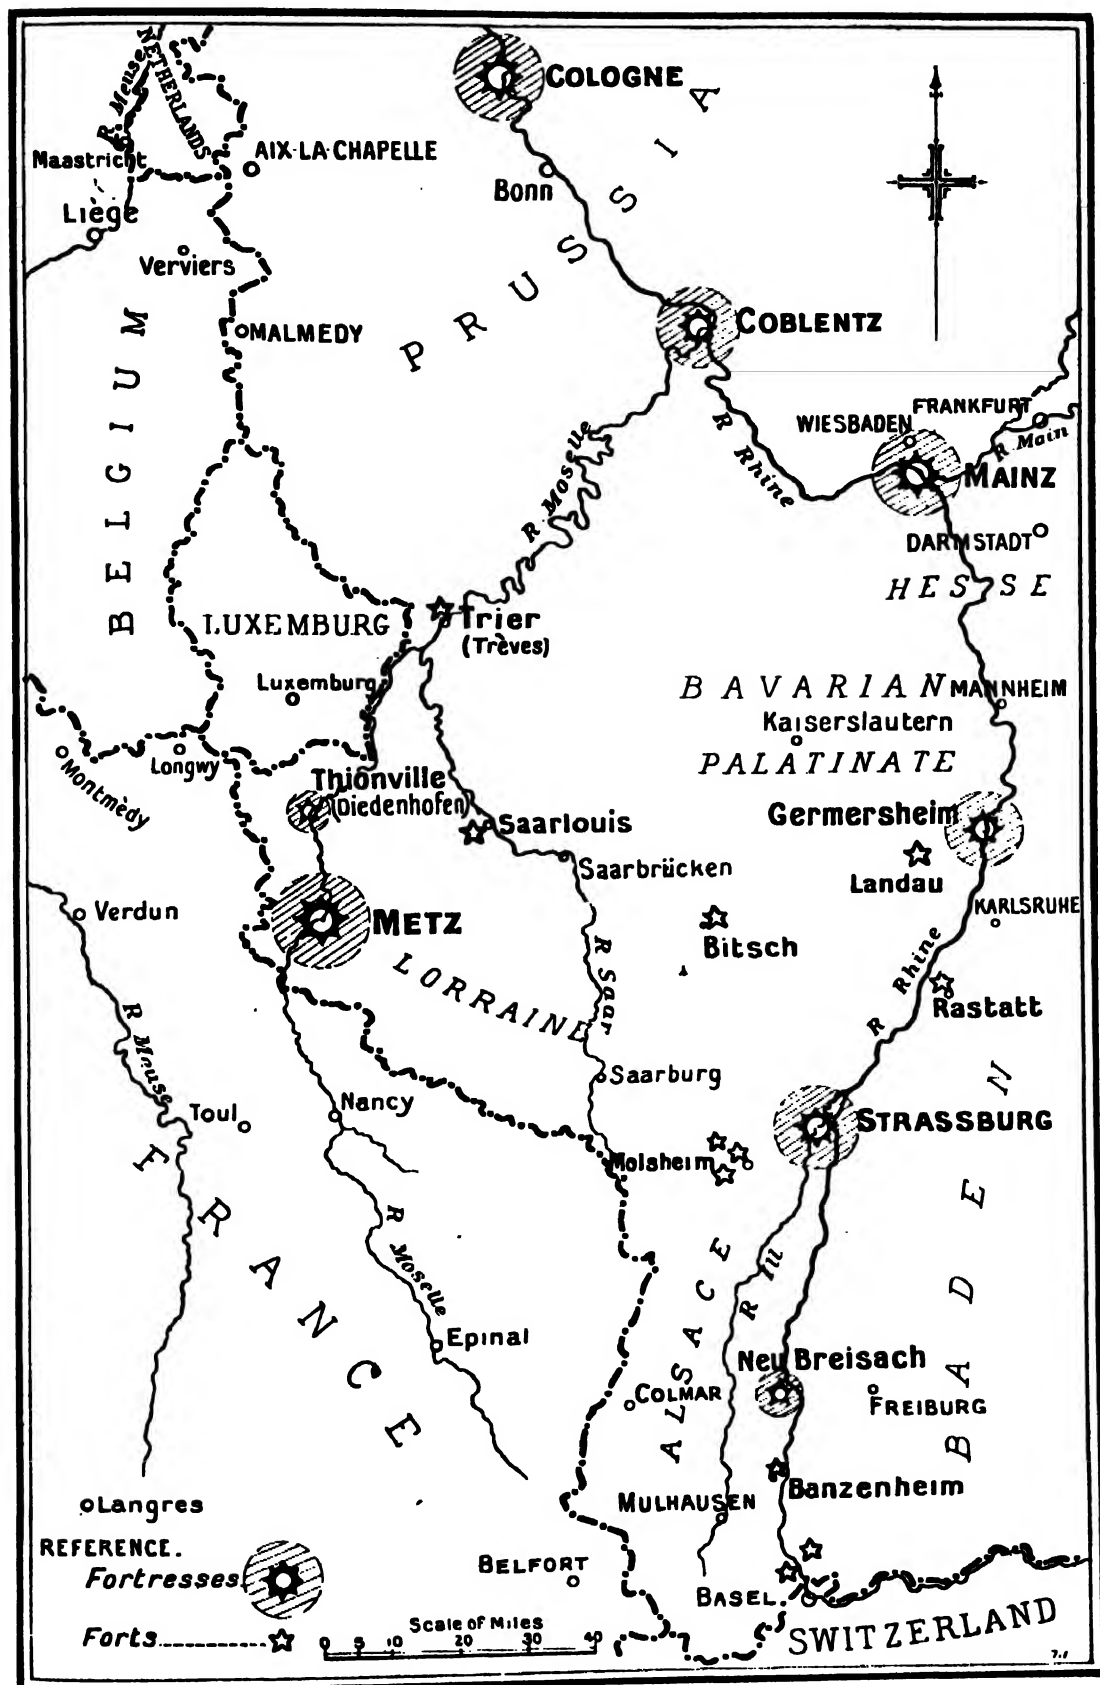 R Meuse
NETHERLANDS
COLOGNE
Maastricht
AIX-LA-CHAPELLE
Bonn
Liége
Verviers
PRUSSIA
MALMEDY
COBLENTZ
BELGIUM
R Moselle
R Rhine
WIESBADEN
FRANKFURT
R Main
MAINZ
DARMSTADT
HESSE
LUXEMBURG
Trier
(Trèves)
Luxemburg
BAVARIAN
MANNHEIM
Kaiserslautern
PALATINATE
Montmèdy
Longwy
Thionville
(Diedenhofen)
Saarlouis
Germersheim
Saarbrücken
Landau
Verdun
METZ
KARLSRUHE
Bitsch
LORRAINE
R Saar
R Rhine
Rastatt
R Meuse
Saarburg
Toul
Nancy
STRASSBURG
Molsheim
FRANCE
R Moselle
ALSACE
R Ill
BADEN
Epinal
Neu Breisach
COLMAR
FREIBURG
Banzenheim
Langres
MULHAUSEN
REFERENCE.
Fortresses
BELFORT
BASEL.
Forts
Scale of Miles
0 5 10 20 30 40
SWITZERLAND